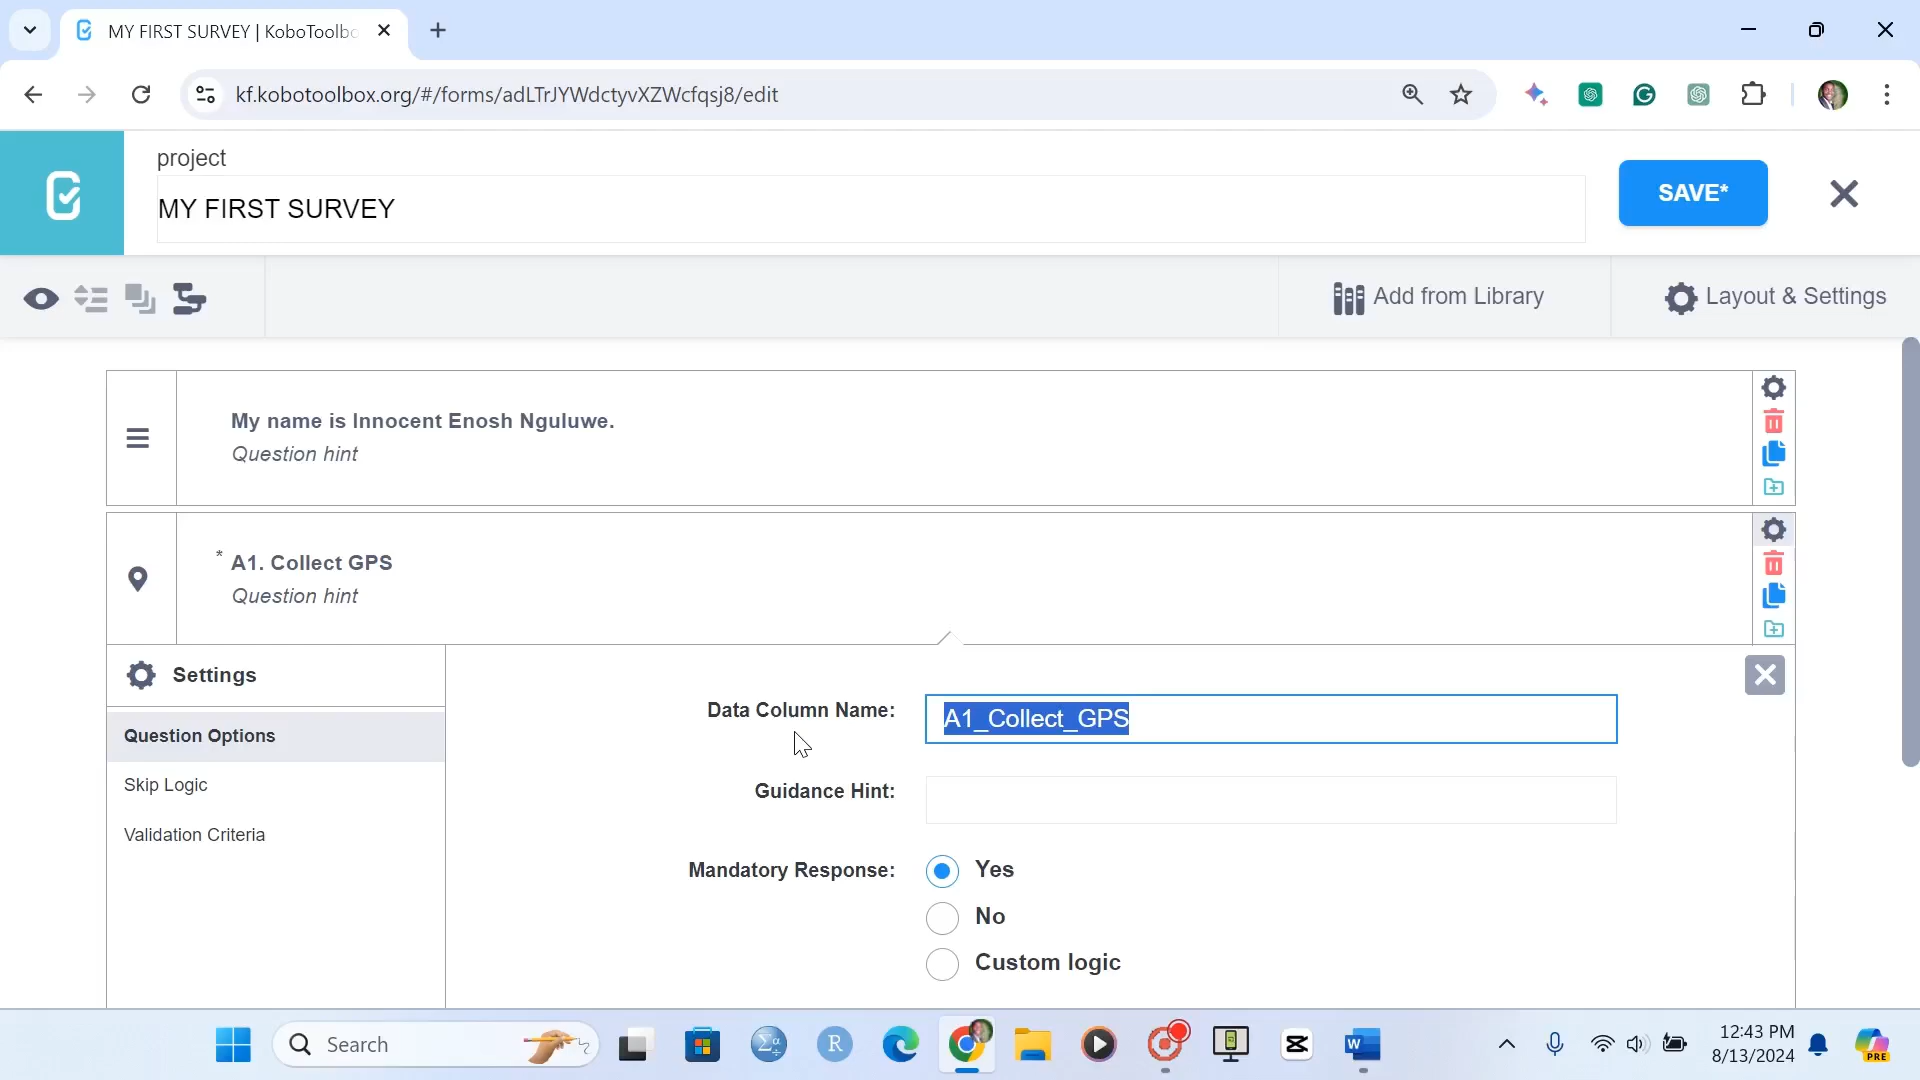 MY FIRST SURVEY | KoboToolbo
kf.kobotoolbox.org/#/forms/adLTrJYWdctyvXZWcfqsj8/edit
project
MY FIRST SURVEY
SAVE*
Add from Library
Layout & Settings
My name is Innocent Enosh Nguluwe.
Question hint
* A1. Collect GPS
Question hint
Settings
Question Options
Skip Logic
Validation Criteria
Data Column Name:
A1_Collect_GPS
Guidance Hint:
Mandatory Response:
Yes
No
Custom logic
Search
12:43 PM
8/13/2024
PRE